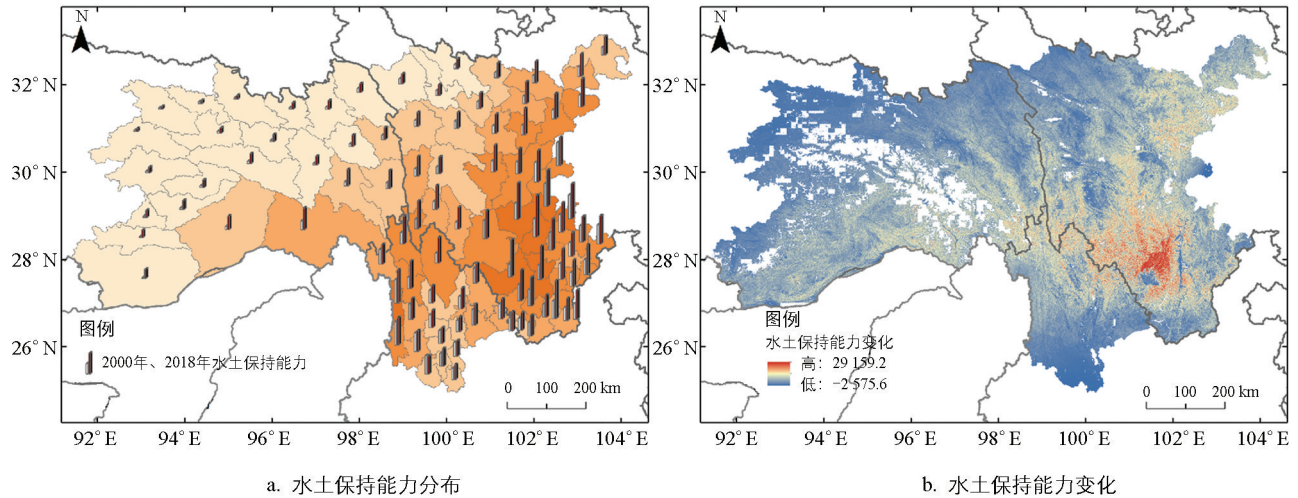 N
32° N
30° N
28° N
26° N
图例
2000年、2018年水土保持能力
0 100 200 km
92° E 94° E 96° E 98° E 100° E 102° E 104° E
a. 水土保持能力分布
N
32° N
30° N
28° N
26° N
图例
水土保持能力变化
高：29 159.2
低：−2 575.6
0 100 200 km
92° E 94° E 96° E 98° E 100° E 102° E 104° E
b. 水土保持能力变化